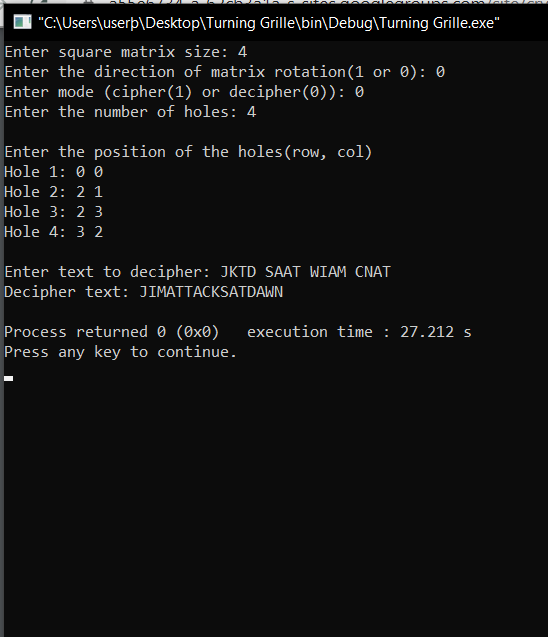 "C:\Users\userþ\Desktop\Turning Grille\bin\Debug\Turning Grille.exe"
Enter square matrix size: 4
Enter the direction of matrix rotation(1 or 0): 0
Enter mode (cipher(1) or decipher(0)): 0
Enter the number of holes: 4
Enter the position of the holes(row, col)
Hole 1: 0 0
Hole 2: 2 1
Hole 3: 2 3
Hole 4: 3 2
Enter text to decipher: JKTD SAAT WIAM CNAT
Decipher text: JIMATTACKSATDAWN
Process returned 0 (0x0)   execution time : 27.212 s
Press any key to continue.